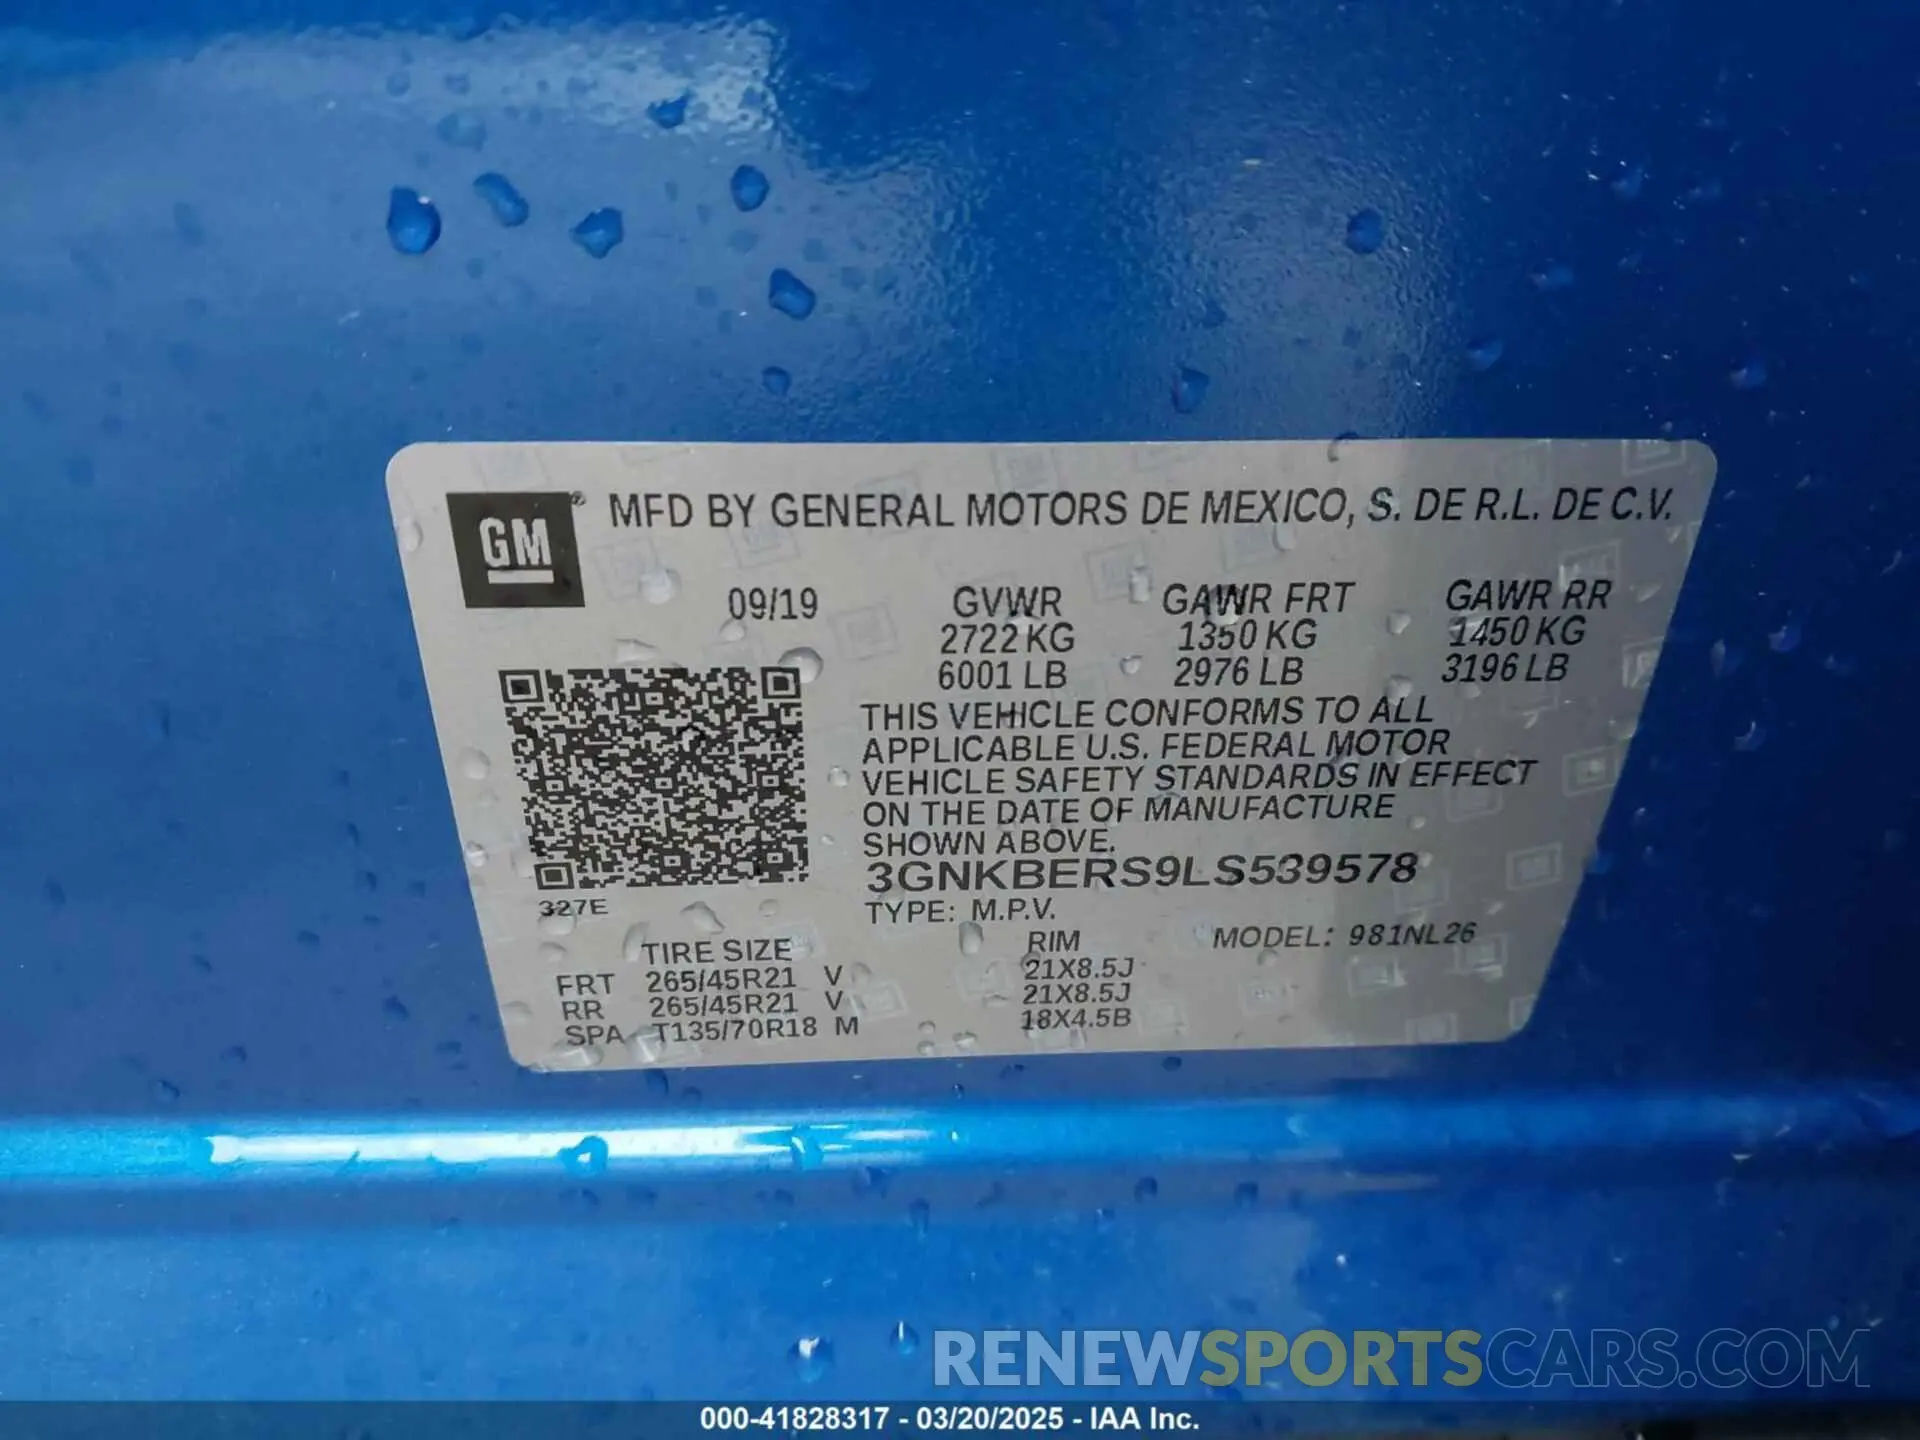 GM® MFD BY GENERAL MOTORS DE MEXICO, S. DE R.L. DE C.V.
09/19 GVWR GAWR FRT GAWR RR
2722 KG 1350 KG 1450 KG
6001 LB 2976 LB 3196 LB
THIS VEHICLE CONFORMS TO ALL
APPLICABLE U.S. FEDERAL MOTOR
VEHICLE SAFETY STANDARDS IN EFFECT
ON THE DATE OF MANUFACTURE
SHOWN ABOVE.
3GNKBERS9LS539578
327E TYPE: M.P.V.
TIRE SIZE RIM MODEL: 981NL26
FRT 265/45R21 V 21X8.5J
RR 265/45R21 V 21X8.5J
SPA T135/70R18 M 18X4.5B
RENEWSPORTSCARS.COM
000-41828317 - 03/20/2025 - IAA Inc.